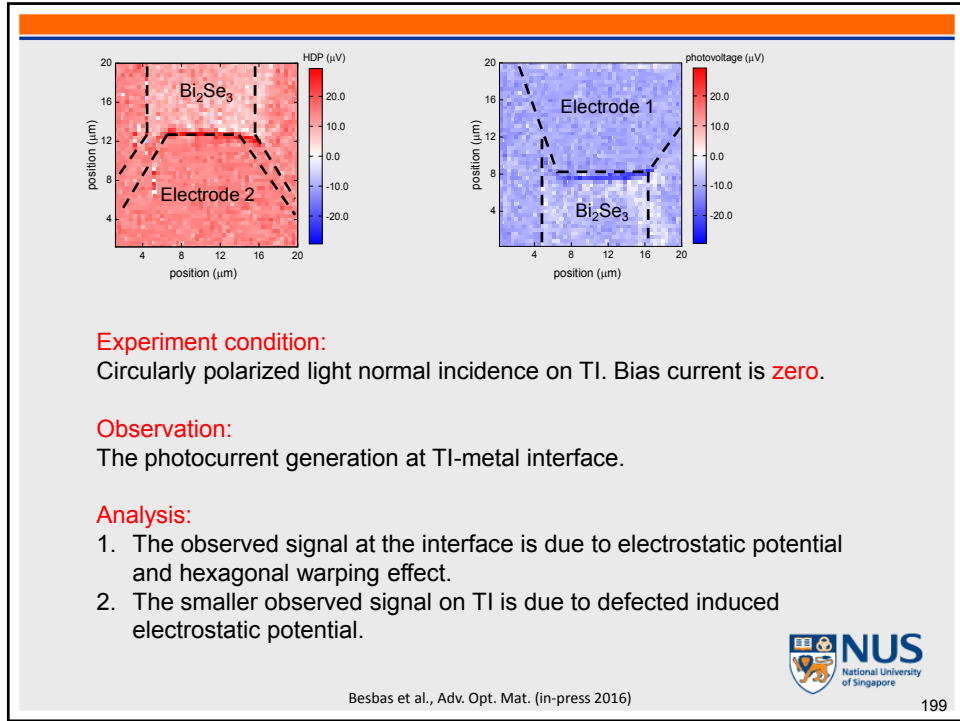 HDP (μV)
20
16
12
8
4
position (μm)
Bi₂Se₃
Electrode 2
20.0
10.0
0.0
-10.0
-20.0
4 8 12 16 20
position (μm)
photovoltage (μV)
20
16
12
8
4
position (μm)
Electrode 1
Bi₂Se₃
20.0
10.0
0.0
-10.0
-20.0
4 8 12 16 20
position (μm)
Experiment condition:
Circularly polarized light normal incidence on TI. Bias current is zero.
Observation:
The photocurrent generation at TI-metal interface.
Analysis:
1. The observed signal at the interface is due to electrostatic potential
and hexagonal warping effect.
2. The smaller observed signal on TI is due to defected induced
electrostatic potential.
NUS
National University
of Singapore
Besbas et al., Adv. Opt. Mat. (in-press 2016)
199